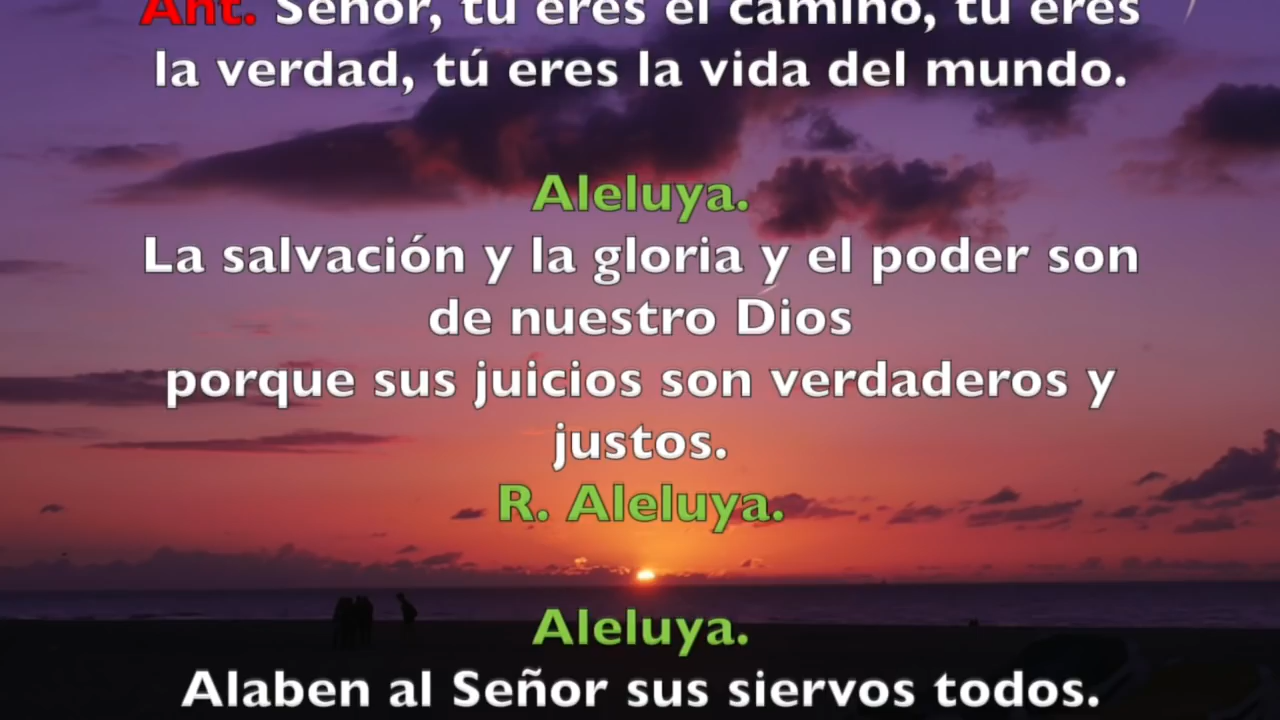 Ant. Señor, tú eres el camino, tú eres
la verdad, tú eres la vida del mundo.
Aleluya.
La salvación y la gloria y el poder son
de nuestro Dios
porque sus juicios son verdaderos y
justos.
R. Aleluya.
Aleluya.
Alaben al Señor sus siervos todos.